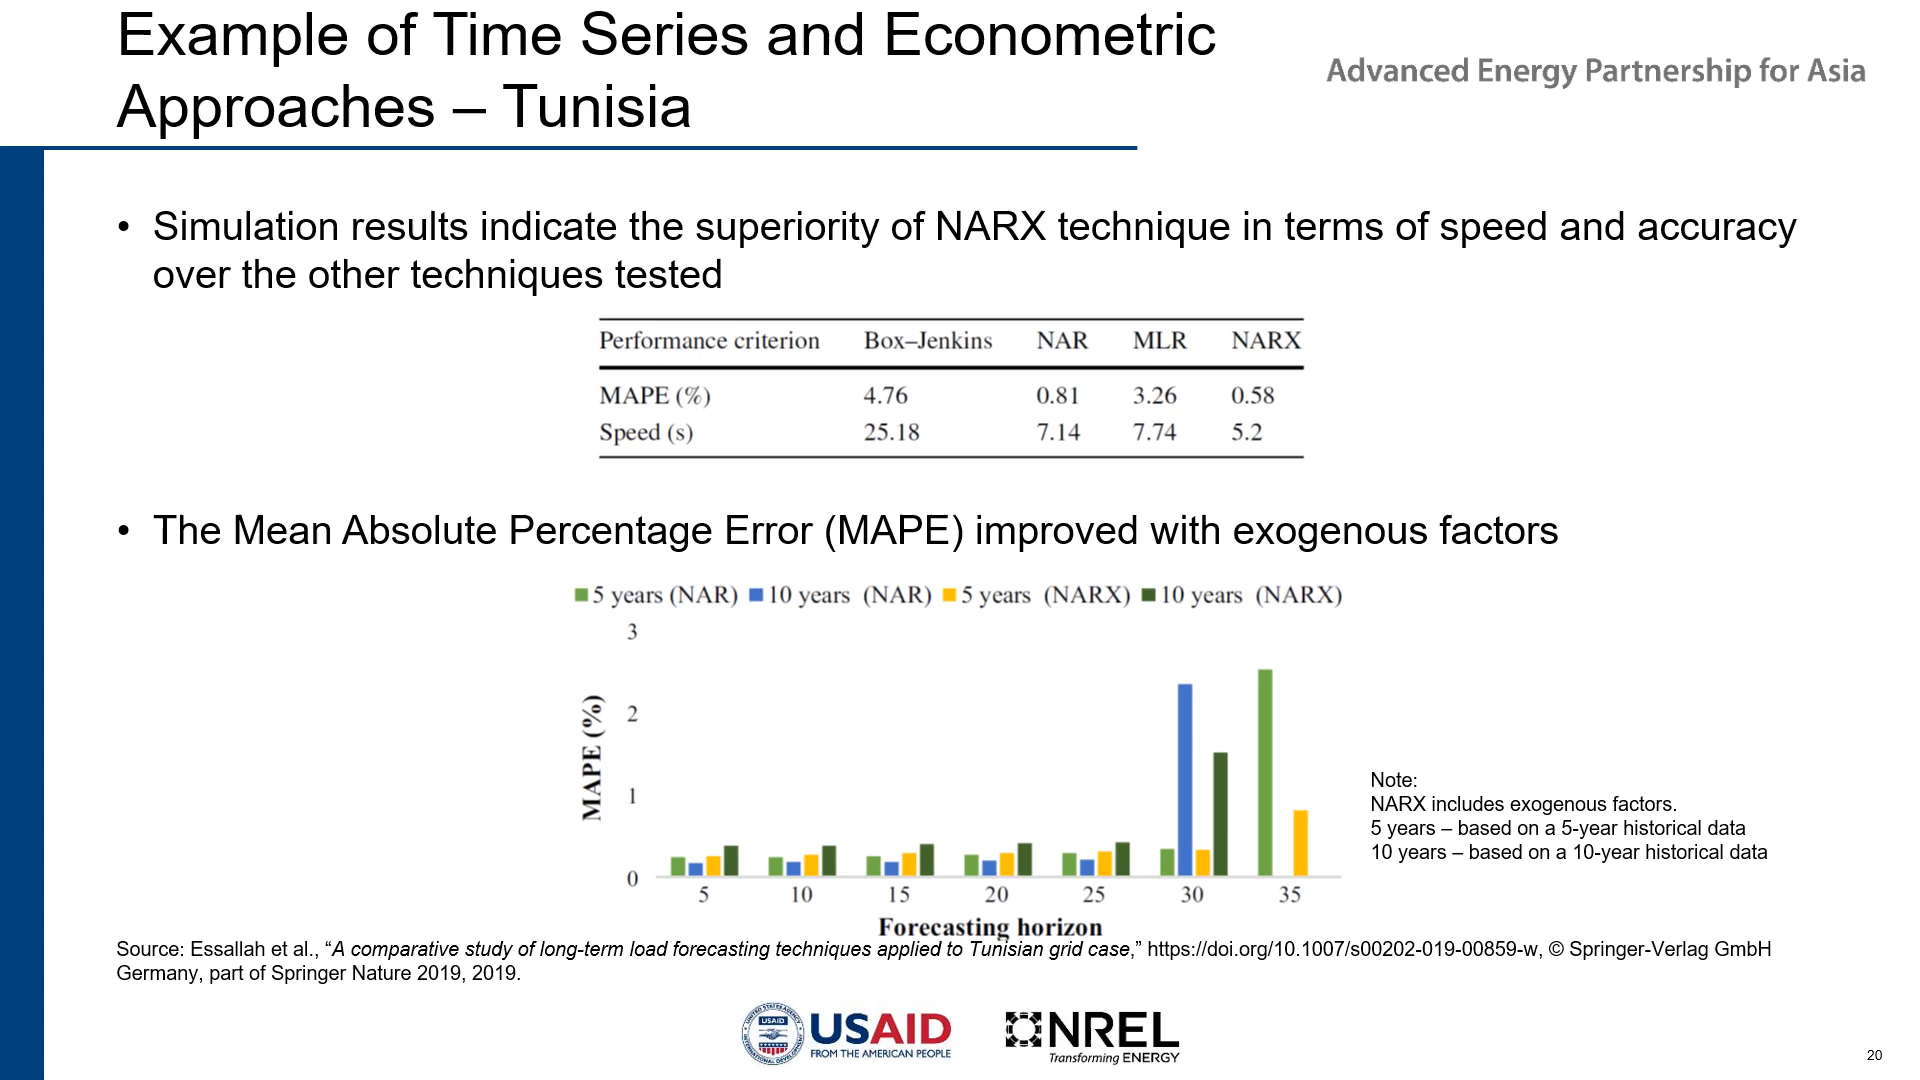 Example of Time Series and Econometric
Approaches – Tunisia
Advanced Energy Partnership for Asia
• Simulation results indicate the superiority of NARX technique in terms of speed and accuracy
over the other techniques tested
Performance criterion Box–Jenkins NAR MLR NARX
MAPE (%) 4.76 0.81 3.26 0.58
Speed (s) 25.18 7.14 7.74 5.2
• The Mean Absolute Percentage Error (MAPE) improved with exogenous factors
5 years (NAR) 10 years (NAR) 5 years (NARX) 10 years (NARX)
3
2
1
0
MAPE (%)
5 10 15 20 25 30 35
Forecasting horizon
Note:
NARX includes exogenous factors.
5 years – based on a 5-year historical data
10 years – based on a 10-year historical data
Source: Essallah et al., “A comparative study of long-term load forecasting techniques applied to Tunisian grid case,” https://doi.org/10.1007/s00202-019-00859-w, © Springer-Verlag GmbH
Germany, part of Springer Nature 2019, 2019.
USAID
USAID
FROM THE AMERICAN PEOPLE
NREL
Transforming ENERGY
20